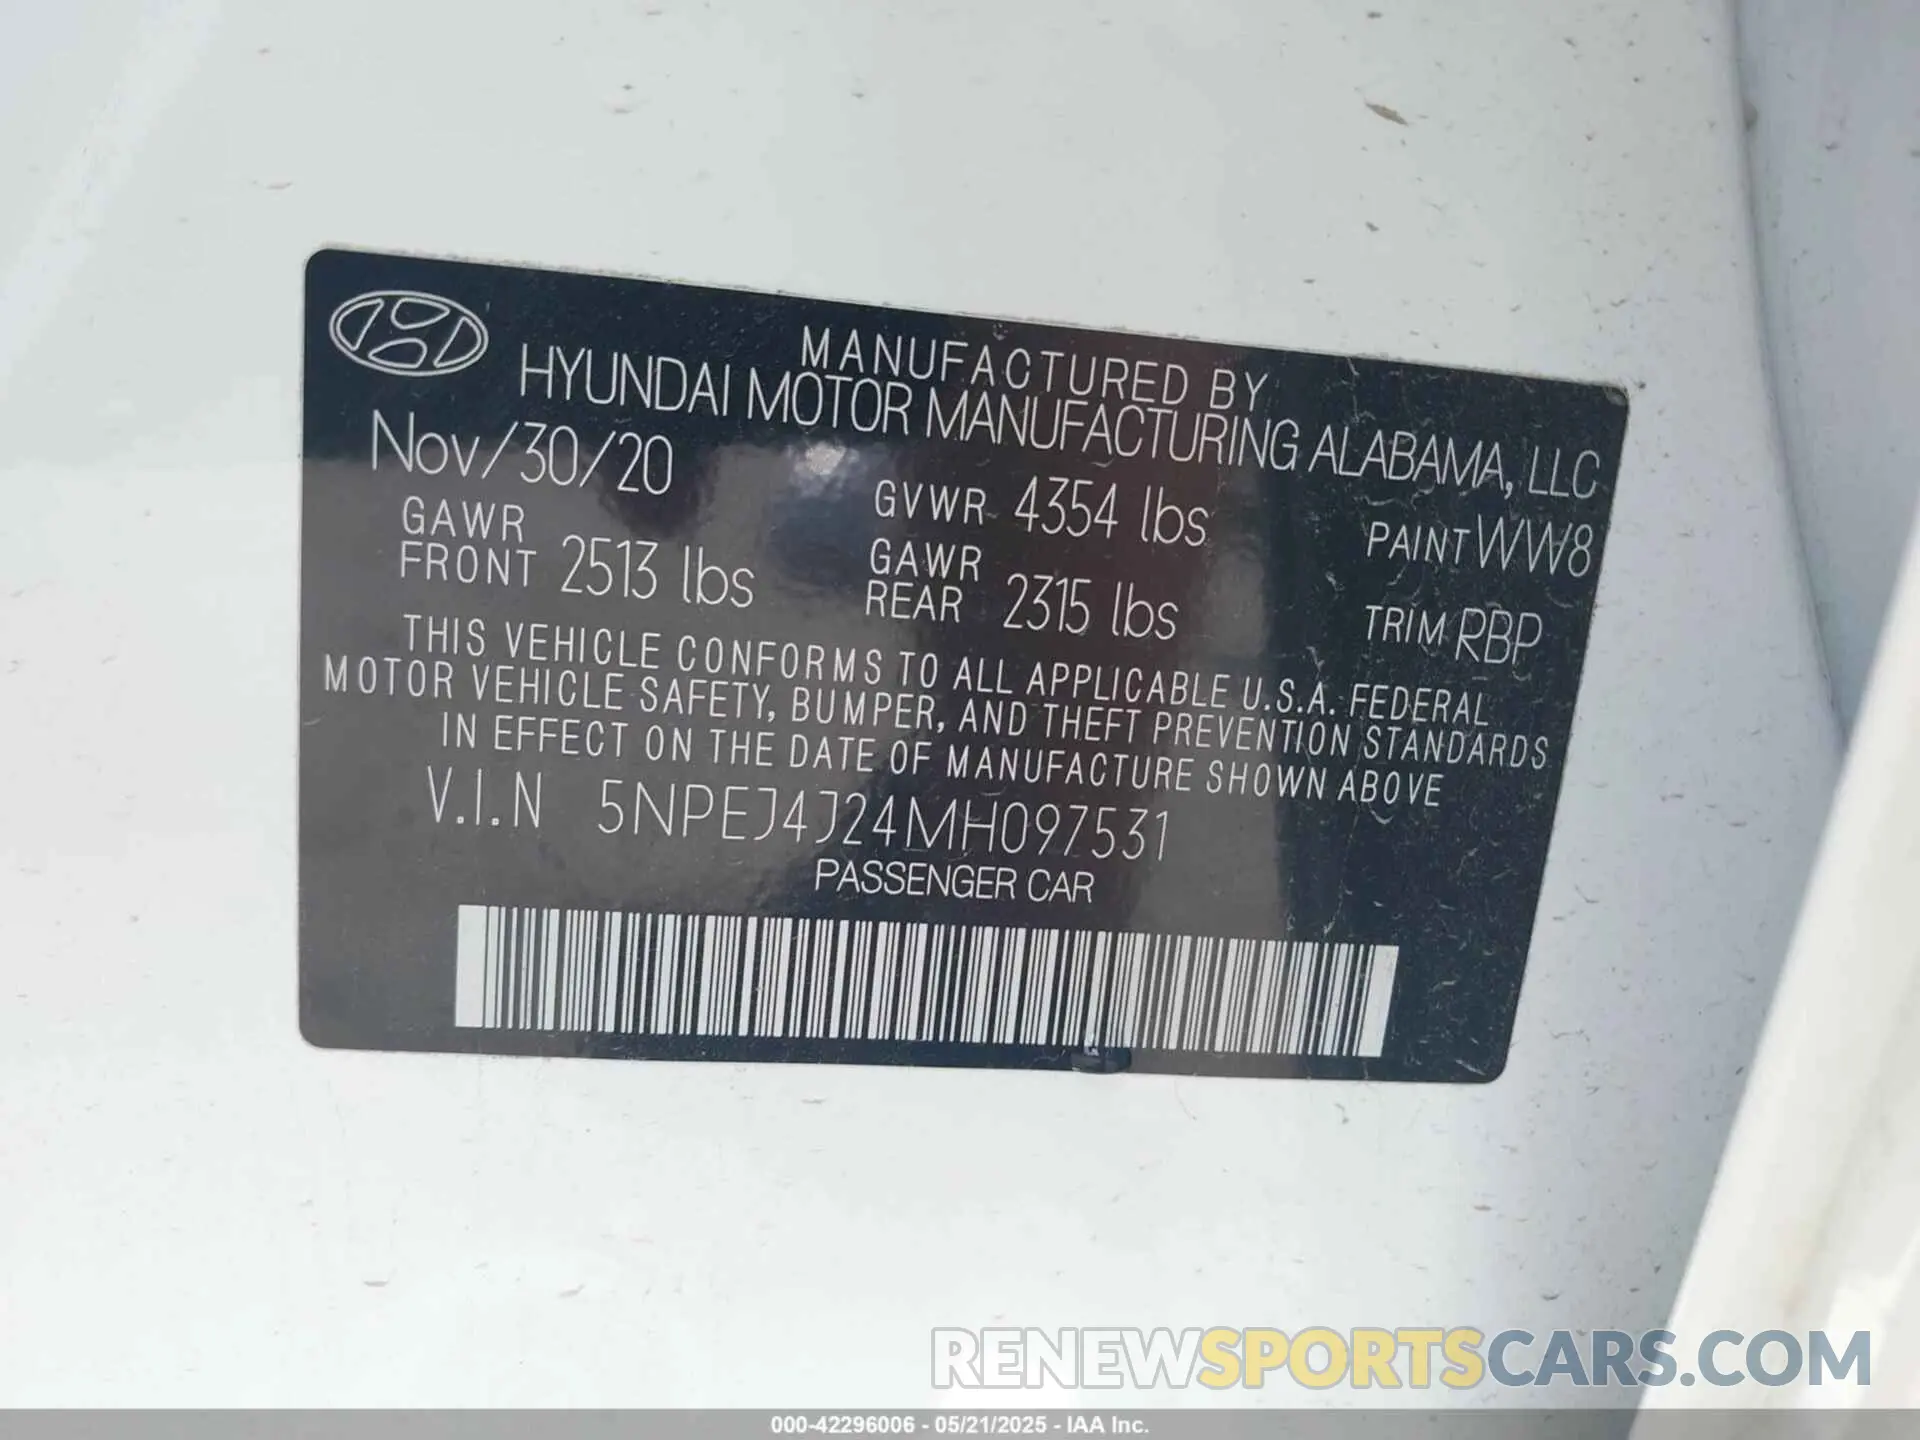 MANUFACTURED BY
HYUNDAI MOTOR MANUFACTURING ALABAMA, LLC
Nov/30/20
GVWR 4354 lbs
PAINT WW8
GAWR
FRONT 2513 lbs
GAWR
REAR 2315 lbs
TRIM RBP
THIS VEHICLE CONFORMS TO ALL APPLICABLE U.S.A. FEDERAL
MOTOR VEHICLE SAFETY, BUMPER, AND THEFT PREVENTION STANDARDS
IN EFFECT ON THE DATE OF MANUFACTURE SHOWN ABOVE
V.I.N 5NPEJ4J24MH097531
PASSENGER CAR
RENEWSPORTSCARS.COM
000-42296006 - 05/21/2025 - IAA Inc.